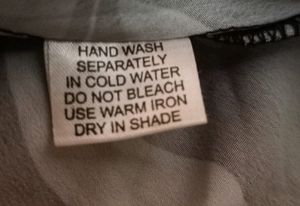 HAND WASH
SEPARATELY
IN COLD WATER
DO NOT BLEACH
USE WARM IRON
DRY IN SHADE